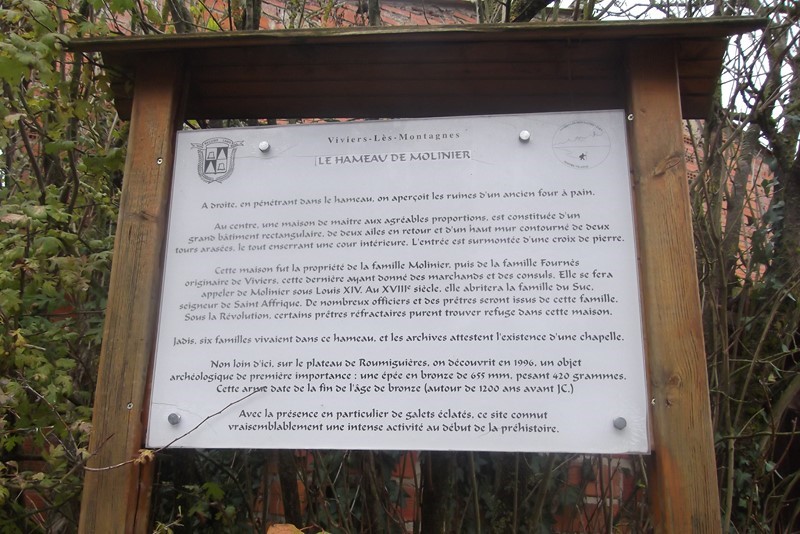 Viviers-Lès-Montagnes
LE HAMEAU DE MOLINIER
A droite, en pénétrant dans le hameau, on aperçoit les ruines d'un ancien four à pain.
Au centre, une maison de maître aux agréables proportions, est constituée d'un
grand bâtiment rectangulaire, de deux ailes en retour et d'un haut mur contourné de deux
tours arasées, le tout enserrant une cour intérieure. L'entrée est surmontée d'une croix de pierre.
Cette maison fut la propriété de la famille Molinier, puis de la famille Fournés
originaire de Viviers, cette dernière ayant donné des marchands et des consuls. Elle se fera
appeler de Molinier sous Louis XIV. Au XVIIIe siècle, elle abritera la famille du Suc,
seigneur de Saint Affrique. De nombreux officiers et des prêtres seront issus de cette famille.
Sous la Révolution, certains prêtres réfractaires purent trouver refuge dans cette maison.
Jadis, six familles vivaient dans ce hameau, et les archives attestent l'existence d'une chapelle.
Non loin d'ici, sur le plateau de Roumiguières, on découvrit en 1996, un objet
archéologique de première importance : une épée en bronze de 655 mm, pesant 420 grammes.
Cette arme date de la fin de l'âge de bronze (autour de 1200 ans avant JC.)
Avec la présence en particulier de galets éclatés, ce site connut
vraisemblablement une intense activité au début de la préhistoire.